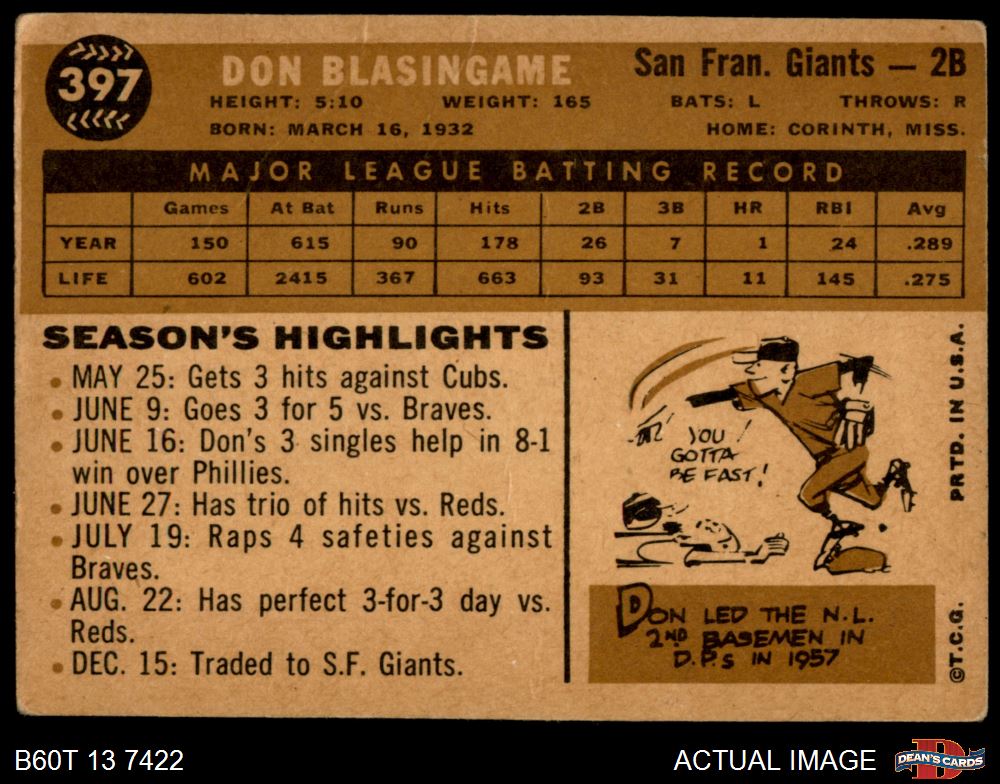 397
DON BLASINGAME
San Fran. Giants — 2B
HEIGHT: 5:10 WEIGHT: 165 BATS: L THROWS: R
BORN: MARCH 16, 1932 HOME: CORINTH, MISS.
MAJOR LEAGUE BATTING RECORD
Games At Bat Runs Hits 2B 3B HR RBI Avg
YEAR 150 615 90 178 26 7 1 24 .289
LIFE 602 2415 367 663 93 31 11 145 .275
SEASON'S HIGHLIGHTS
• MAY 25: Gets 3 hits against Cubs.
• JUNE 9: Goes 3 for 5 vs. Braves.
• JUNE 16: Don's 3 singles help in 8-1
win over Phillies.
• JUNE 27: Has trio of hits vs. Reds.
• JULY 19: Raps 4 safeties against
Braves.
• AUG. 22: Has perfect 3-for-3 day vs.
Reds.
• DEC. 15: Traded to S.F. Giants.
YOU
GOTTA
BE FAST!
DON LED THE N.L.
2ND BASEMEN IN
D.P.s IN 1957
©T.C.G. PRTD. IN U.S.A.
B60T 13 7422
ACTUAL IMAGE
D
DEAN'S CARDS